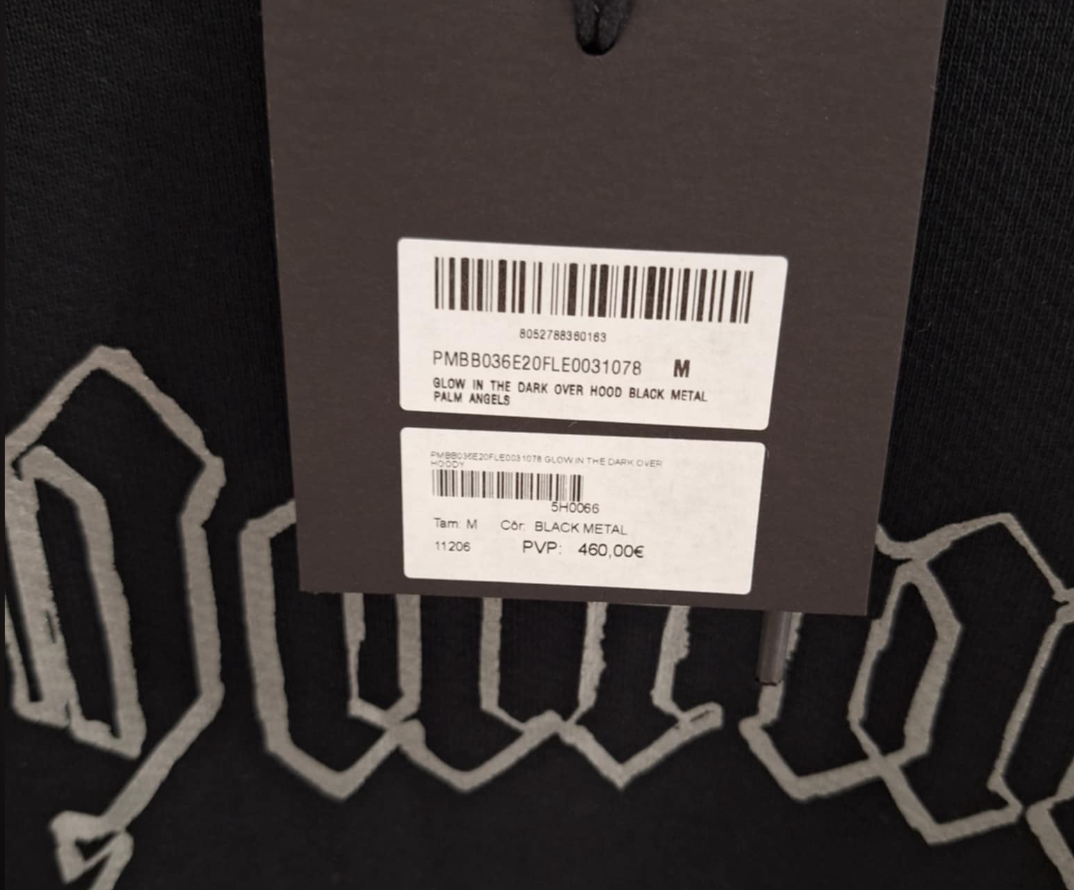 8052788360163
PMBB036E20FLE0031078 M
GLOW IN THE DARK OVER HOOD BLACK METAL
PALM ANGELS
PMBB036E20FLE0031078 GLOW IN THE DARK OVER
HOODY
5H0066
Tam: M Côr: BLACK METAL
11206 PVP: 460,00€